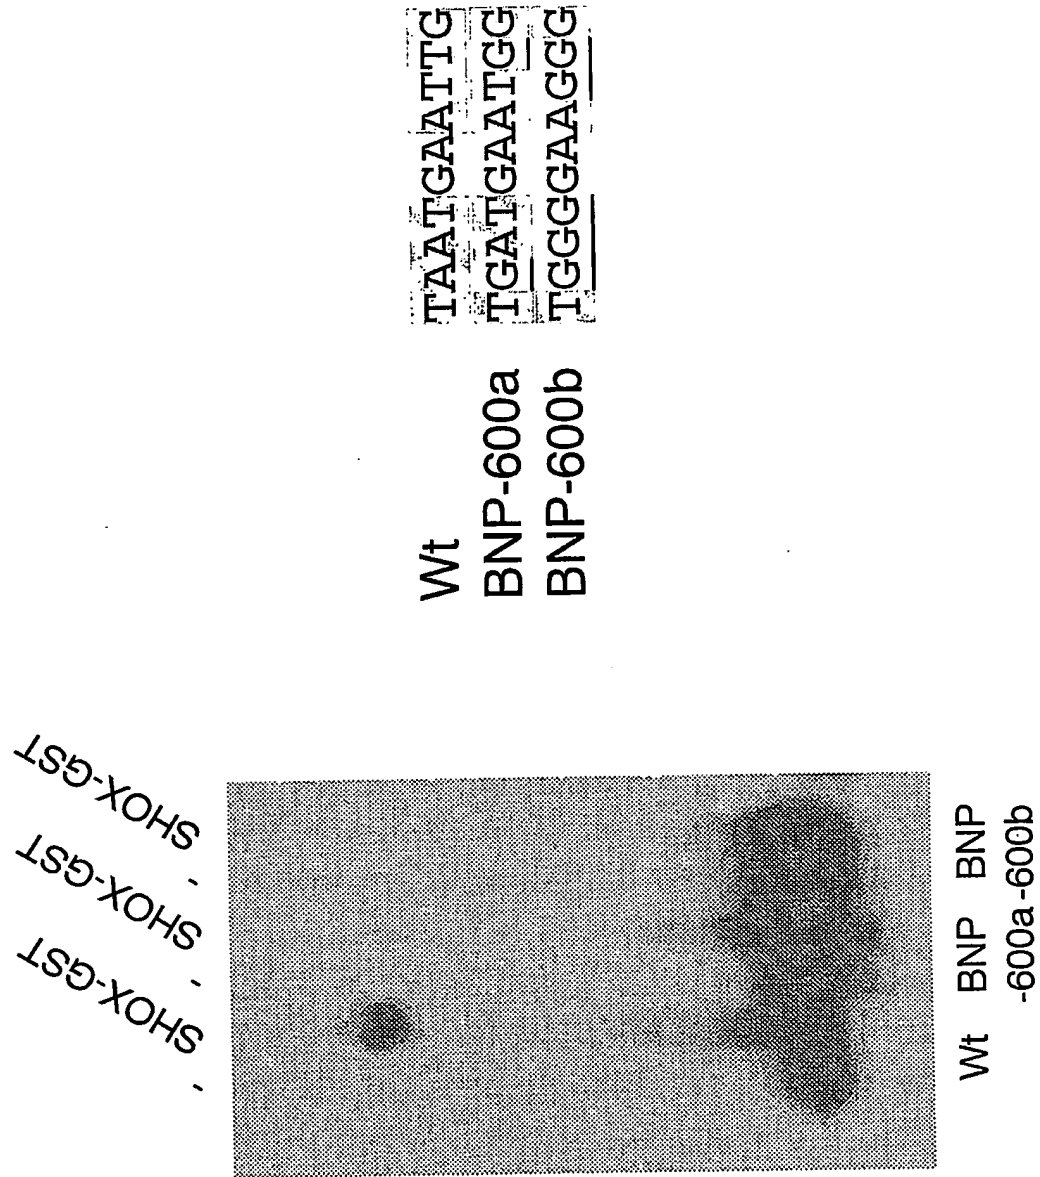 - SHOX-GST - SHOX-GST - SHOX-GST
Wt BNP BNP
-600a -600b
Wt TAATGAATTG
BNP-600a TGATGAATGG
BNP-600b TGGGGAAGGG